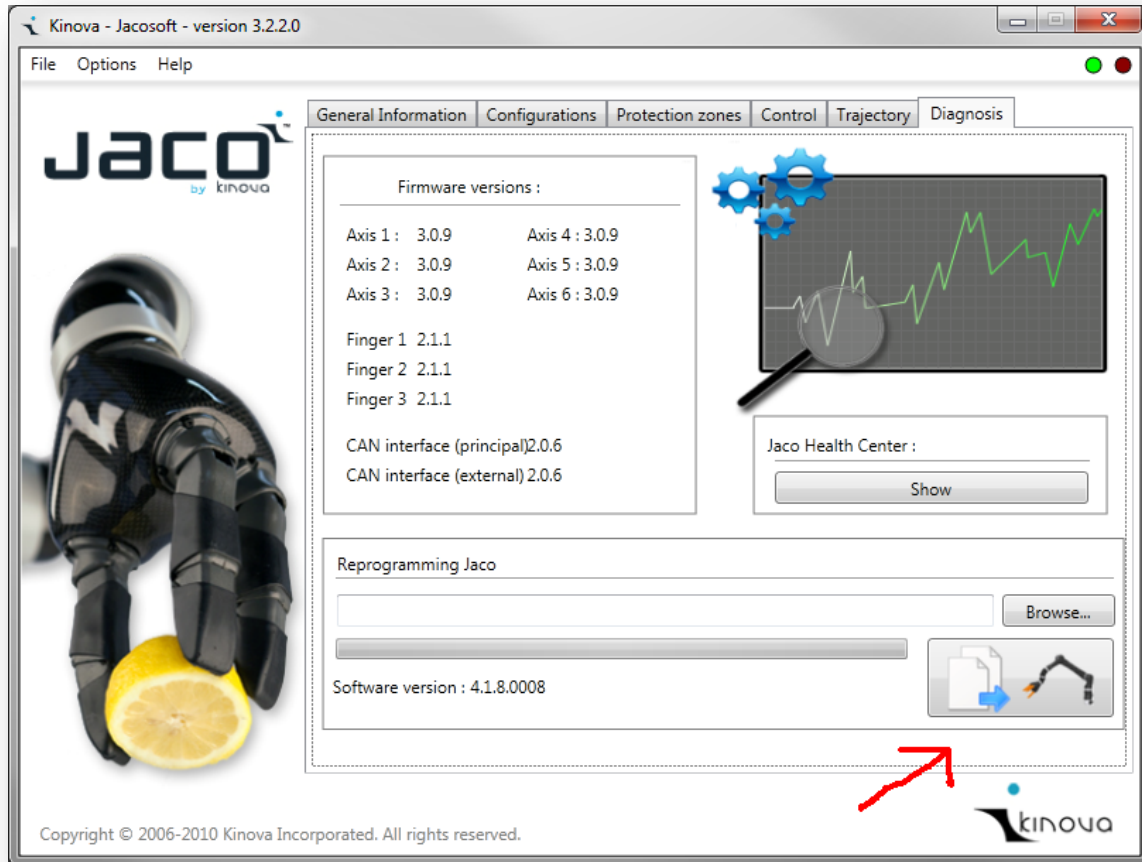 Kinova - Jacosoft - version 3.2.2.0
File Options Help
Jaco™
by kinova
General Information Configurations Protection zones Control Trajectory Diagnosis
Firmware versions :
Axis 1 : 3.0.9 Axis 4 : 3.0.9
Axis 2 : 3.0.9 Axis 5 : 3.0.9
Axis 3 : 3.0.9 Axis 6 : 3.0.9
Finger 1 2.1.1
Finger 2 2.1.1
Finger 3 2.1.1
CAN interface (principal)2.0.6
CAN interface (external) 2.0.6
Jaco Health Center :
Show
Reprogramming Jaco
Browse...
Software version : 4.1.8.0008
Copyright © 2006-2010 Kinova Incorporated. All rights reserved.
kinova